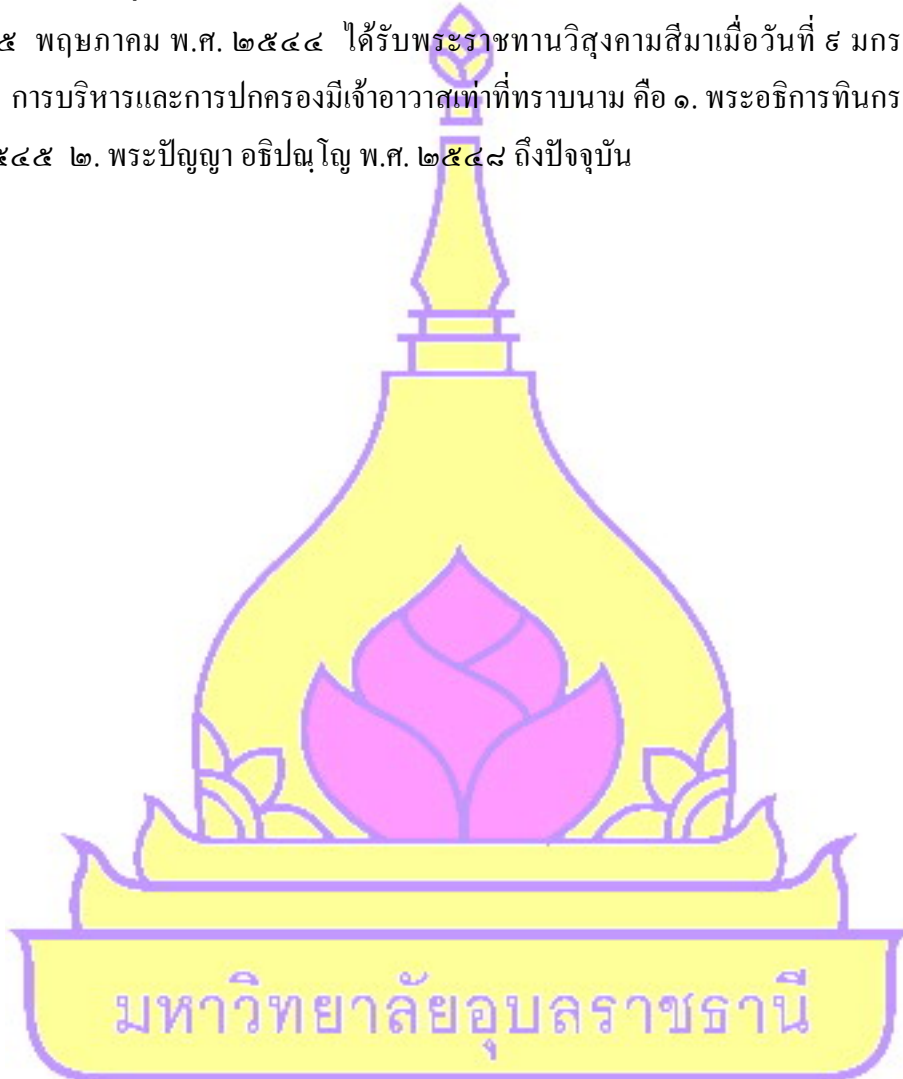 ๕ พฤษภาคม พ.ศ. ๒๕๔๔ ได้รับพระราชทานวิสุงคามสีมาเมื่อวันที่ ๙ มกร
การบริหารและการปกครองมีเจ้าอาวาสเท่าที่ทราบนาม คือ ๑. พระอธิการทินกร
๕๔๕ ๒. พระปัญญา อธิปณฺโญ พ.ศ. ๒๕๔๘ ถึงปัจจุบัน
มหาวิทยาลัยอุบลราชธานี